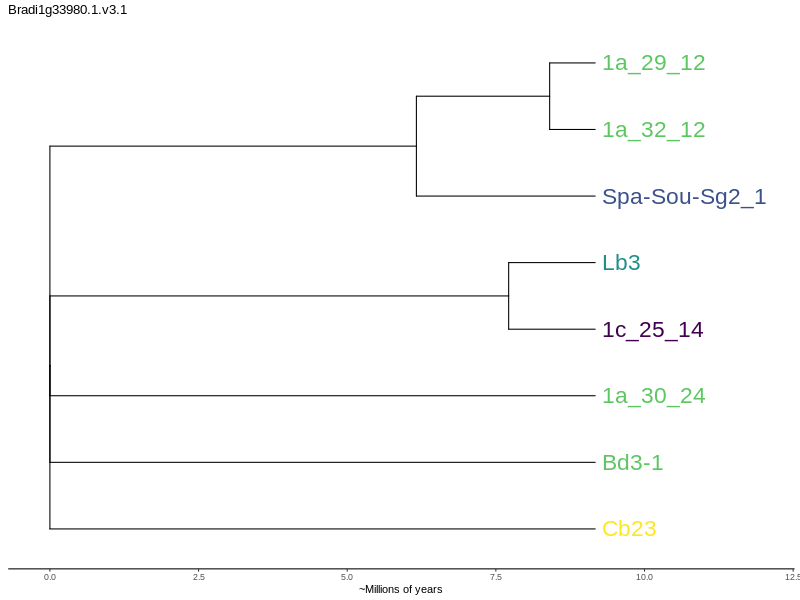 Bradi1g33980.1.v3.1
1a_29_12
1a_32_12
Spa-Sou-Sg2_1
Lb3
1c_25_14
1a_30_24
Bd3-1
Cb23
0.0 2.5 5.0 7.5 10.0 12.5
~Millions of years